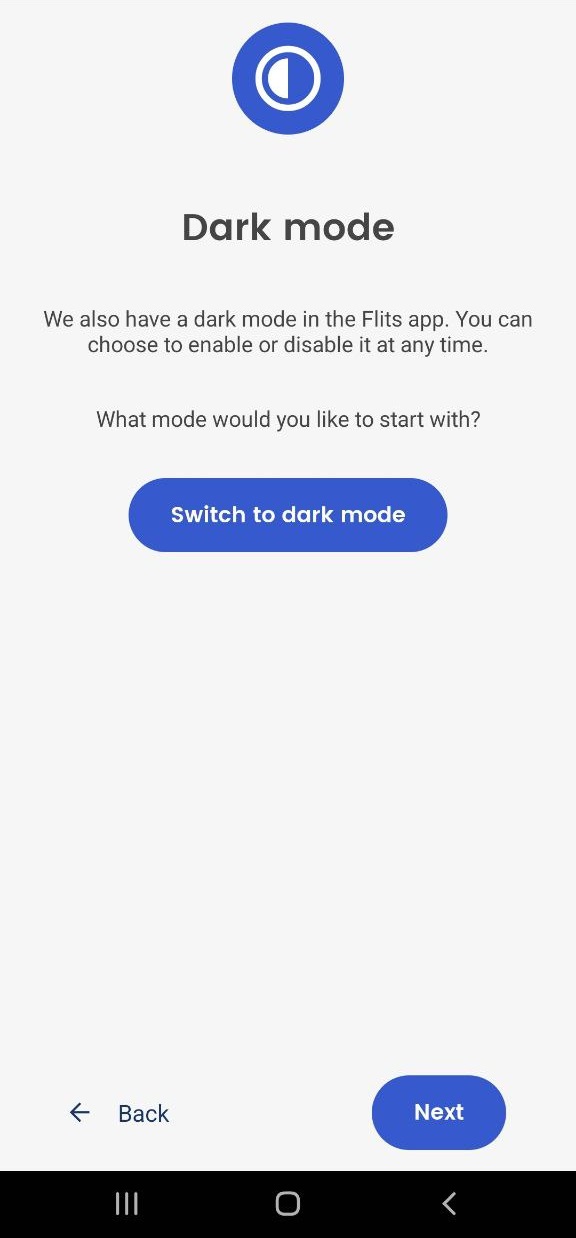 Dark mode
We also have a dark mode in the Flits app. You can
choose to enable or disable it at any time.
What mode would you like to start with?
Switch to dark mode
Back
Next